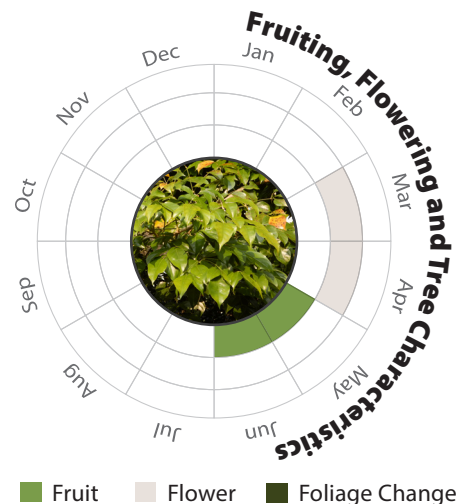 Fruiting, Flowering and Tree Characteristics
Jan
Feb
Mar
Apr
May
Jun
Jul
Aug
Sep
Oct
Nov
Dec
Fruit
Flower
Foliage Change